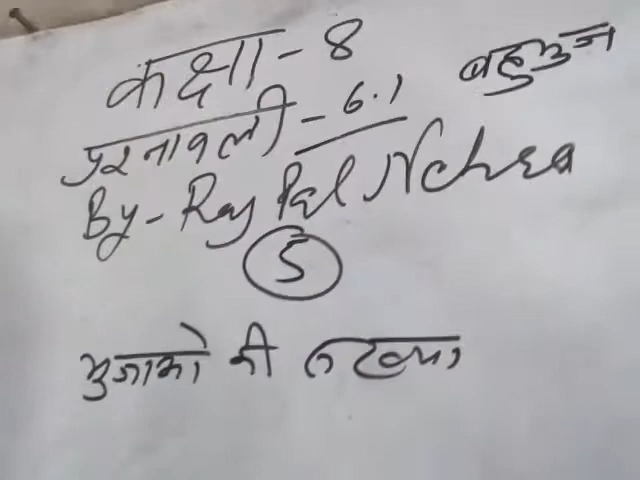 कक्षा - 8
बहुभुज
प्रश्नावली - 6.1
By - Raj Pal Nehra
5
भुजाओ की संख्या